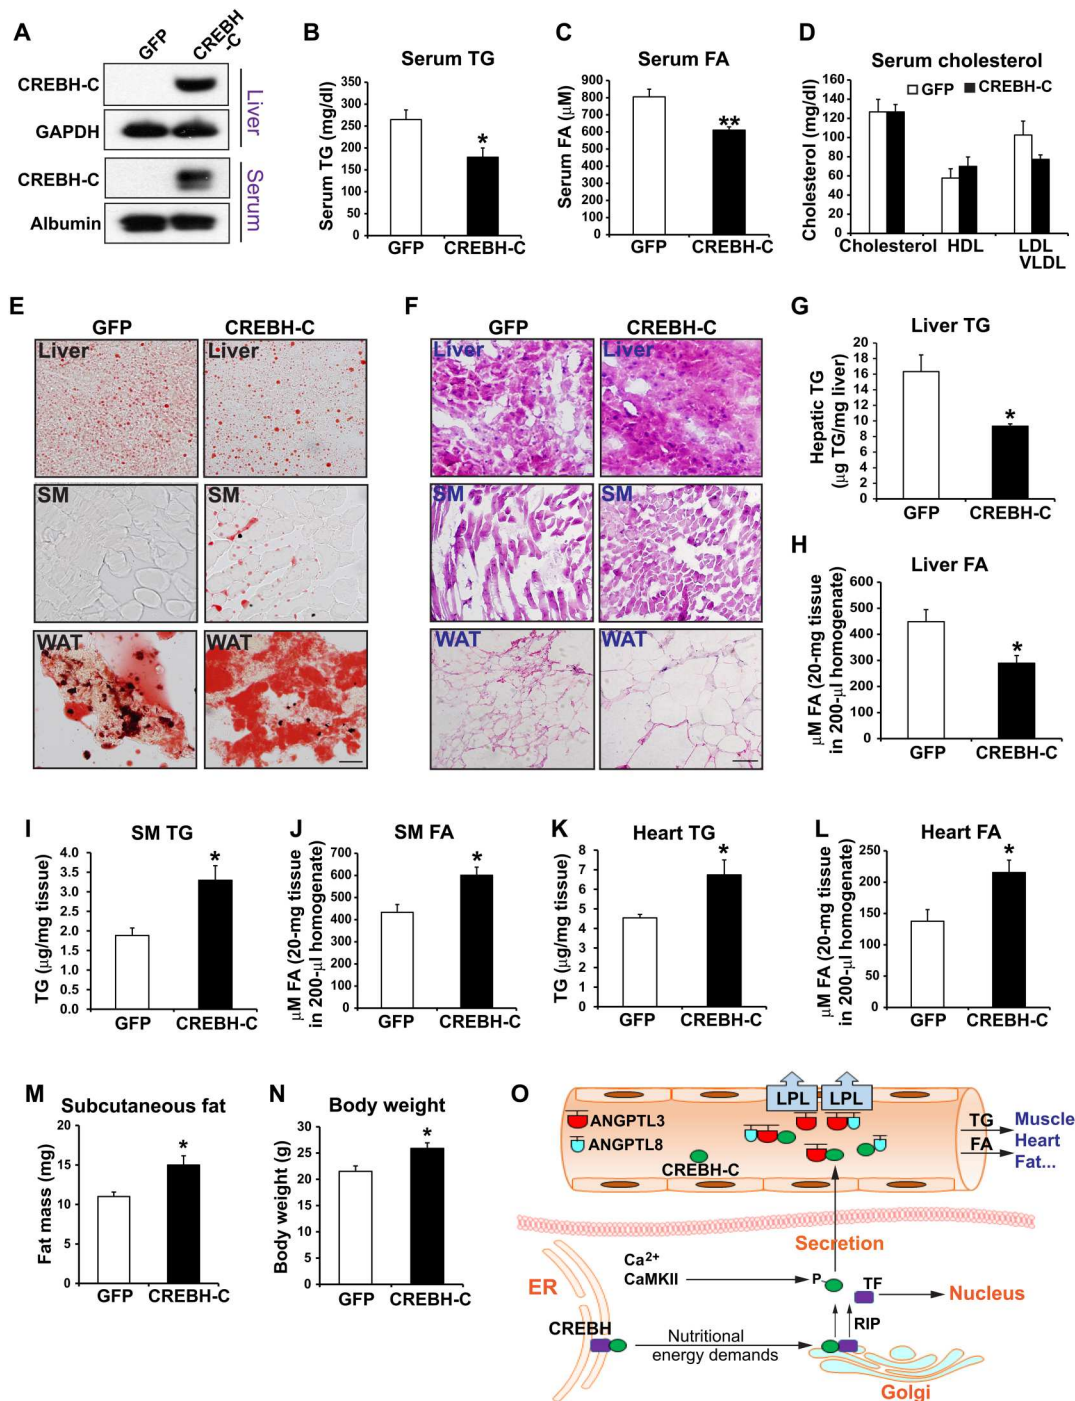 A
GFP
CREBH
-C
CREBH-C
GAPDH
Liver
CREBH-C
Albumin
Serum
B
Serum TG
Serum TG (mg/dl)
350
300
250
200
150
100
50
0
*
GFP CREBH-C
C
Serum FA
Serum FA (μM)
900
800
700
600
500
400
300
200
100
0
**
GFP CREBH-C
D
Serum cholesterol
GFP CREBH-C
Cholesterol (mg/dl)
160
140
120
100
80
60
40
20
0
Cholesterol HDL LDL
VLDL
E
GFP CREBH-C
Liver Liver
SM SM
WAT WAT
F
GFP CREBH-C
Liver Liver
SM SM
WAT WAT
G
Liver TG
Hepatic TG
(μg TG/mg liver)
20
18
16
14
12
10
8
6
4
2
0
*
GFP CREBH-C
H
Liver FA
μM FA (20-mg tissue
in 200-μl homogenate)
600
500
400
300
200
100
0
*
GFP CREBH-C
I
SM TG
TG (μg/mg tissue)
4.0
3.5
3.0
2.5
2.0
1.5
1.0
0.5
0.0
*
GFP CREBH-C
J
SM FA
μM FA (20-mg tissue
in 200-μl homogenate)
700
600
500
400
300
200
100
0
*
GFP CREBH-C
K
Heart TG
TG (μg/mg tissue)
8
7
6
5
4
3
2
1
0
*
GFP CREBH-C
L
Heart FA
μM FA (20-mg tissue
in 200-μl homogenate)
250
200
150
100
50
0
*
GFP CREBH-C
M
Subcutaneous fat
Fat mass (mg)
20
15
10
5
0
*
GFP CREBH-C
N
Body weight
Body weight (g)
30
25
20
15
10
5
0
*
GFP CREBH-C
O
LPL LPL
ANGPTL3
ANGPTL8
CREBH-C
TG
FA
Muscle
Heart
Fat...
Secretion
Ca2+
CaMKII
P
TF
Nucleus
ER
RIP
CREBH
Nutritional
energy demands
Golgi